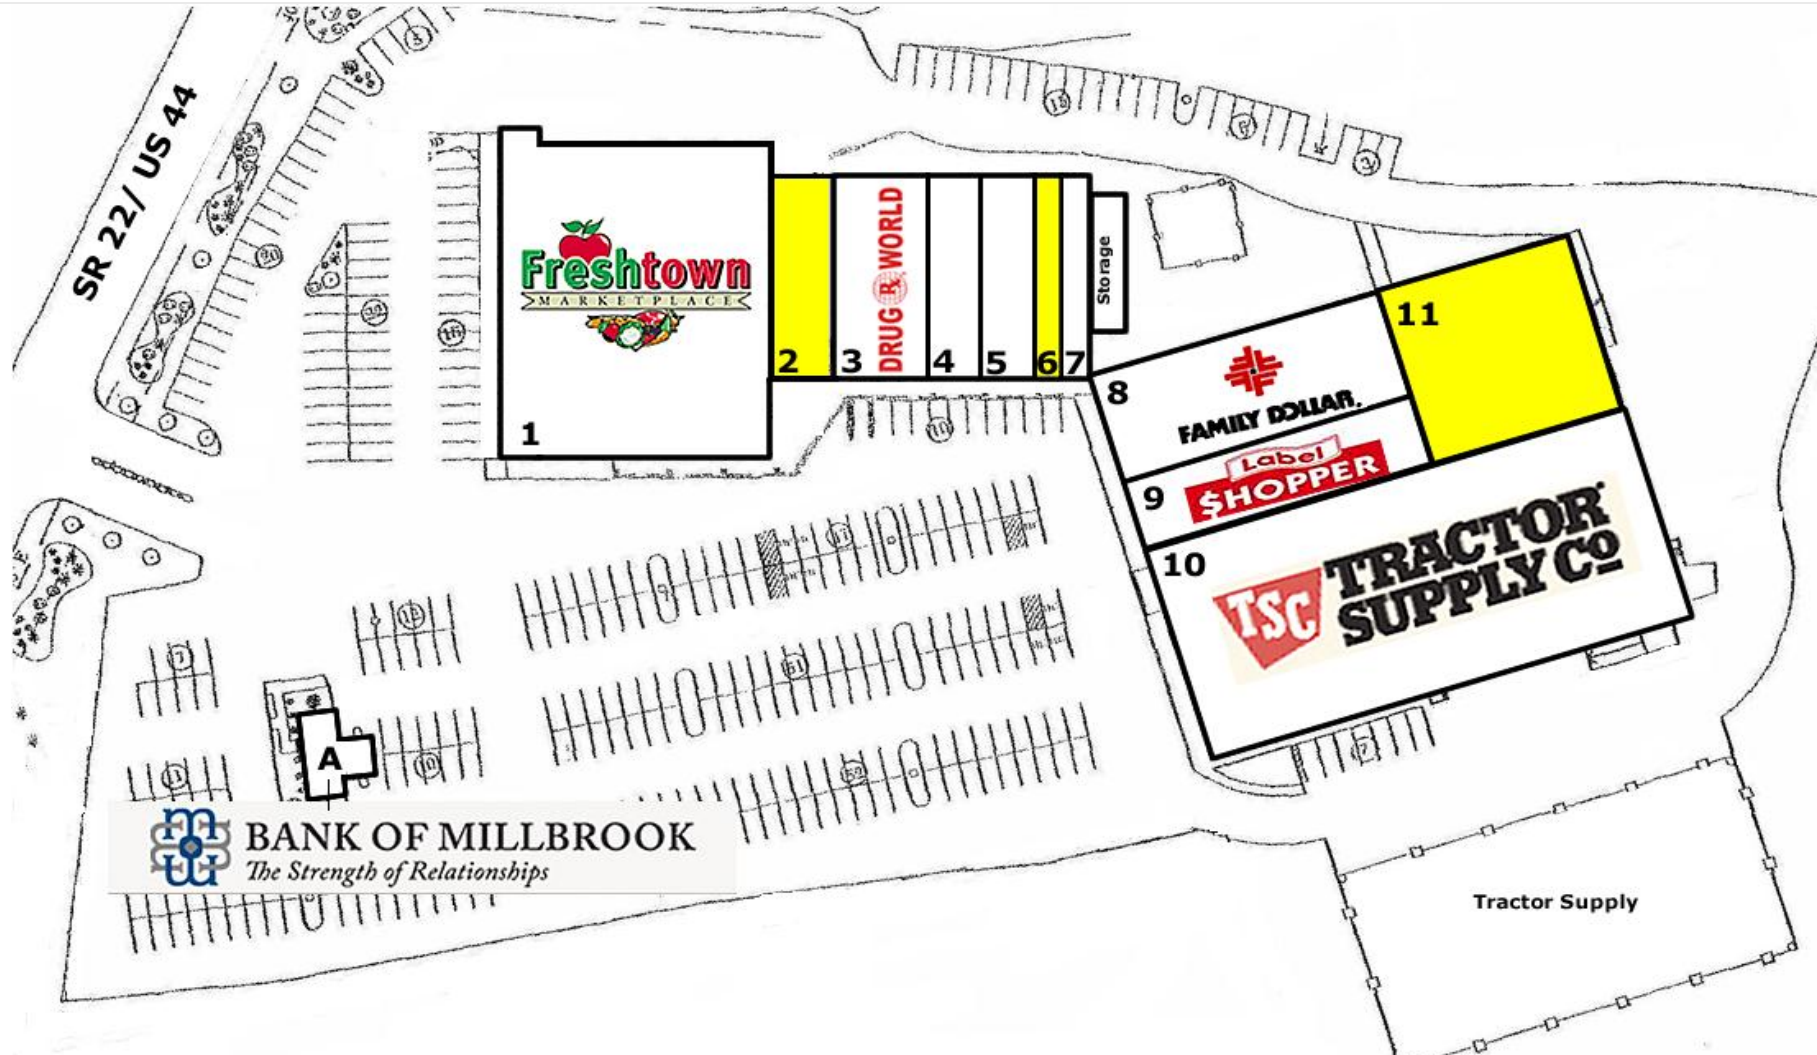 SR 22/ US 44
Freshtown
MARKETPLACE
1
2
3
DRUG WORLD
4
5
6
7
Storage
8
FAMILY DOLLAR.
9
Label
$HOPPER
10
TSC
TRACTOR
SUPPLY Co
11
A
BANK OF MILLBROOK
The Strength of Relationships
Tractor Supply